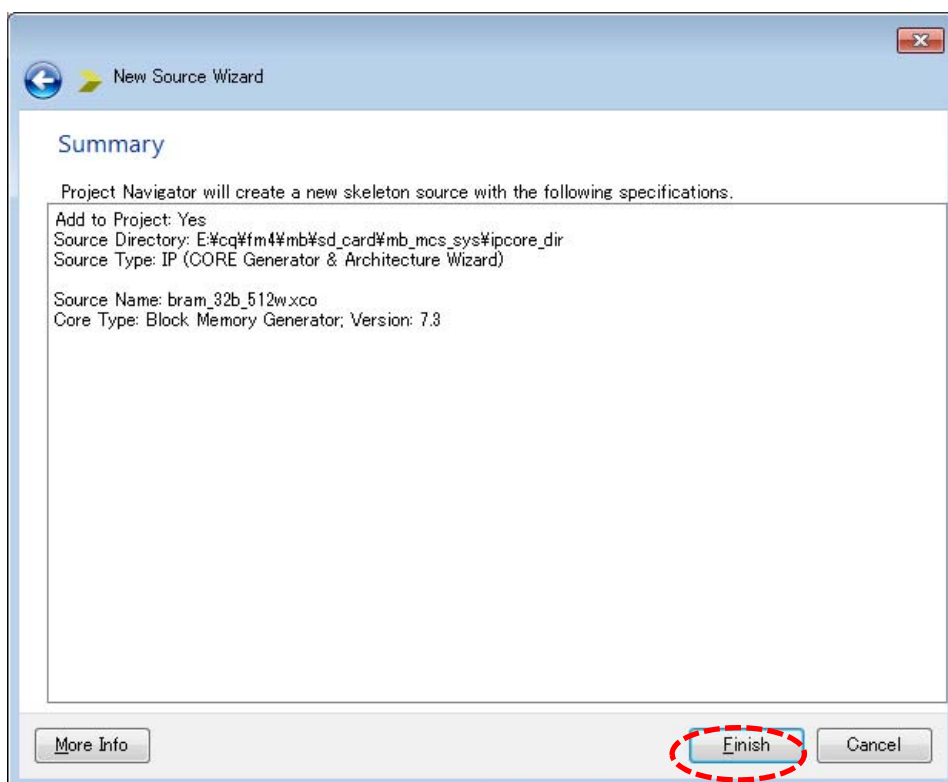 New Source Wizard
Summary
Project Navigator will create a new skeleton source with the following specifications.
Add to Project: Yes
Source Directory: E:¥cq¥fm4¥mb¥sd_card¥mb_mcs_sys¥ipcore_dir
Source Type: IP (CORE Generator & Architecture Wizard)
Source Name: bram_32b_512w.xco
Core Type: Block Memory Generator; Version: 7.3
More Info
Finish
Cancel